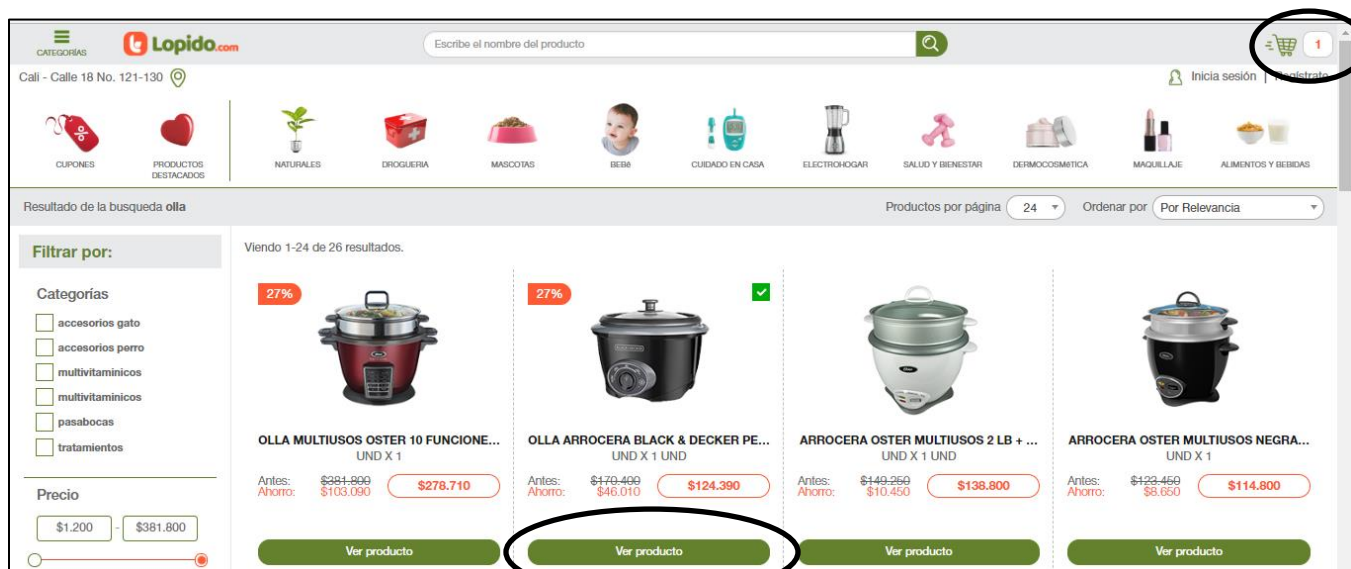 CATEGORÍAS
Lopido.com
Escribe el nombre del producto
1
Cali - Calle 18 No. 121-130
Inicia sesión | Regístrate
CUPONES
PRODUCTOS
DESTACADOS
NATURALES
DROGUERIA
MASCOTAS
BEBé
CUIDADO EN CASA
ELECTROHOGAR
SALUD Y BIENESTAR
DERMOCOSMéTICA
MAQUILLAJE
ALIMENTOS Y BEBIDAS
Resultado de la busqueda olla
Productos por página 24
Ordenar por Por Relevancia
Filtrar por:
Categorías
accesorios gato
accesorios perro
multivitaminicos
multivitaminicos
pasabocas
tratamientos
Precio
$1.200 - $381.800
Viendo 1-24 de 26 resultados.
27%
OLLA MULTIUSOS OSTER 10 FUNCIONE...
UND X 1
Antes: $381.800
Ahorro: $103.090
$278.710
Ver producto
27%
BLACK+DECKER
OLLA ARROCERA BLACK & DECKER PE...
UND X 1 UND
Antes: $170.400
Ahorro: $46.010
$124.390
Ver producto
ARROCERA OSTER MULTIUSOS 2 LB + ...
UND X 1 UND
Antes: $149.250
Ahorro: $10.450
$138.800
Ver producto
ARROCERA OSTER MULTIUSOS NEGRA...
UND X 1
Antes: $123.450
Ahorro: $8.650
$114.800
Ver producto